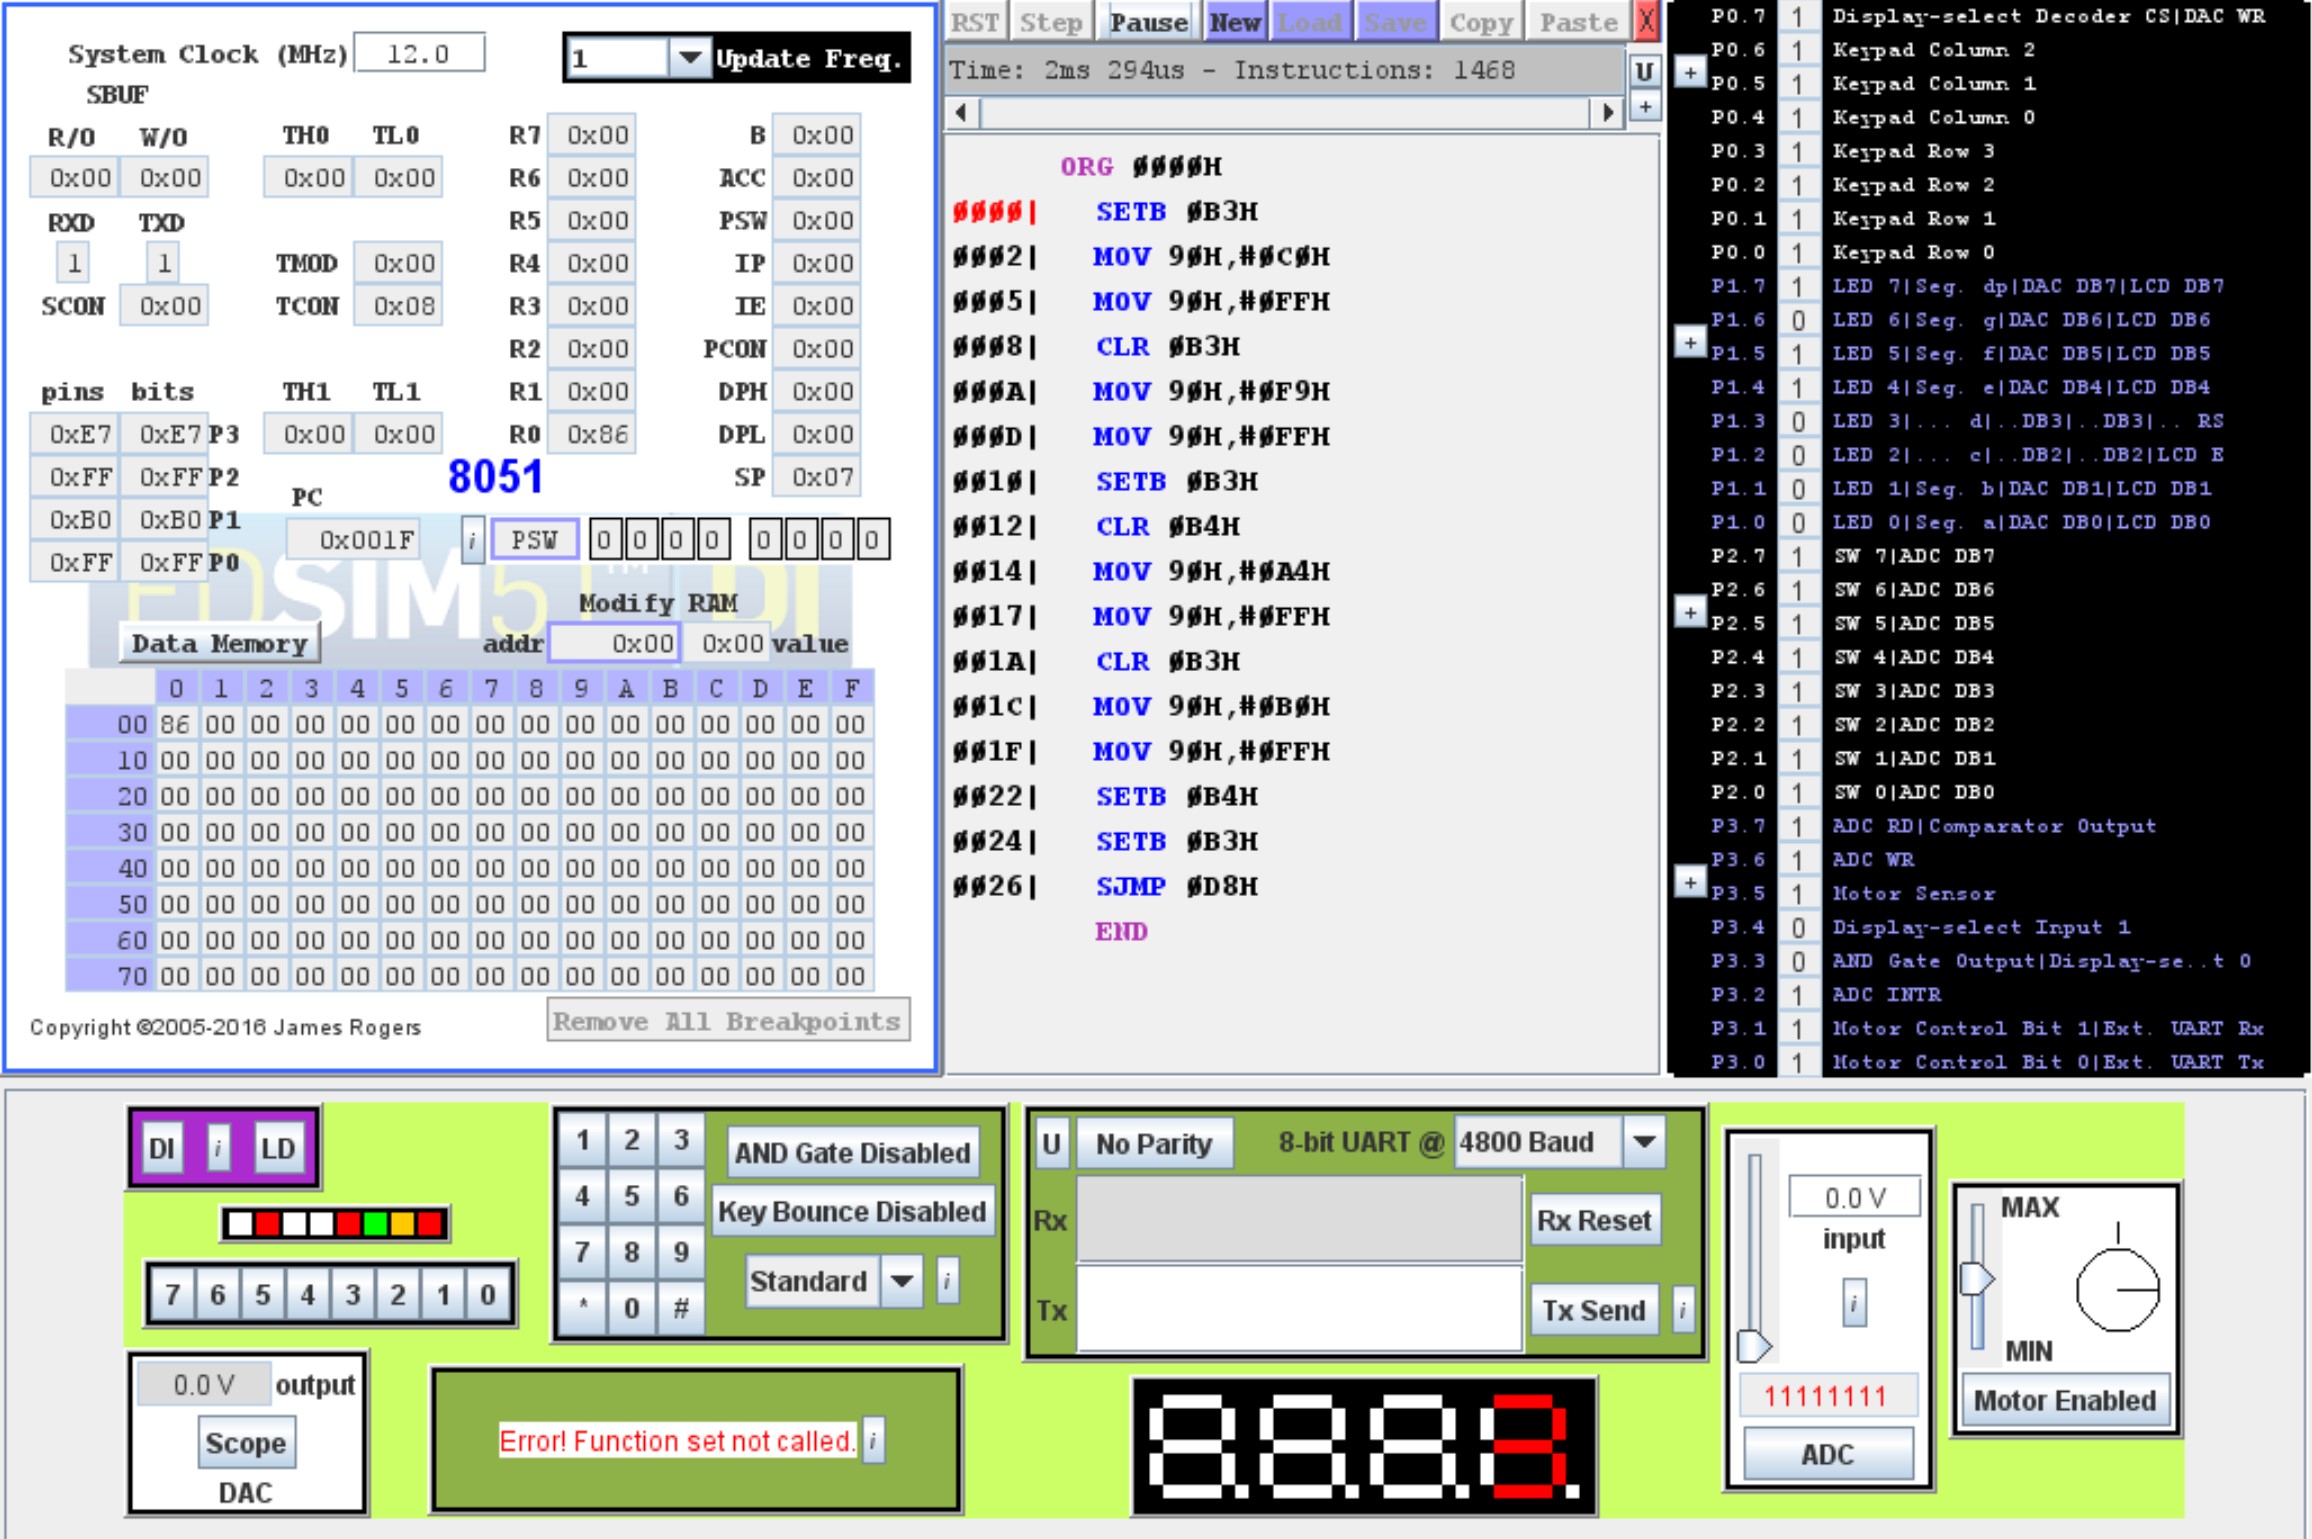 System Clock (MHz) 12.0
1 Update Freq.
SBUF
R/O W/O TH0 TL0 R7 0x00 B 0x00
0x00 0x00 0x00 0x00 R6 0x00 ACC 0x00
RXD TXD R5 0x00 PSW 0x00
1 1 TMOD 0x00 R4 0x00 IP 0x00
SCON 0x00 TCON 0x08 R3 0x00 IE 0x00
R2 0x00 PCON 0x00
pins bits TH1 TL1 R1 0x00 DPH 0x00
0xE7 0xE7 P3 0x00 0x00 R0 0x86 DPL 0x00
0xFF 0xFF P2 8051 SP 0x07
PC
0xB0 0xB0 P1 0x001F i PSW 0 0 0 0 0 0 0 0
0xFF 0xFF P0
EDSIM51™ DI
Modify RAM
Data Memory addr 0x00 0x00 value
0 1 2 3 4 5 6 7 8 9 A B C D E F
00 86 00 00 00 00 00 00 00 00 00 00 00 00 00 00 00
10 00 00 00 00 00 00 00 00 00 00 00 00 00 00 00 00
20 00 00 00 00 00 00 00 00 00 00 00 00 00 00 00 00
30 00 00 00 00 00 00 00 00 00 00 00 00 00 00 00 00
40 00 00 00 00 00 00 00 00 00 00 00 00 00 00 00 00
50 00 00 00 00 00 00 00 00 00 00 00 00 00 00 00 00
60 00 00 00 00 00 00 00 00 00 00 00 00 00 00 00 00
70 00 00 00 00 00 00 00 00 00 00 00 00 00 00 00 00
Copyright ©2005-2016 James Rogers
Remove All Breakpoints
RST Step Pause New Load Save Copy Paste X
Time: 2ms 294us - Instructions: 1468 U
+
ORG 0000H
0000| SETB 0B3H
0002| MOV 90H,#0C0H
0005| MOV 90H,#0FFH
0008| CLR 0B3H
000A| MOV 90H,#0F9H
000D| MOV 90H,#0FFH
0010| SETB 0B3H
0012| CLR 0B4H
0014| MOV 90H,#0A4H
0017| MOV 90H,#0FFH
001A| CLR 0B3H
001C| MOV 90H,#0B0H
001F| MOV 90H,#0FFH
0022| SETB 0B4H
0024| SETB 0B3H
0026| SJMP 0D8H
END
P0.7 1 Display-select Decoder CS|DAC WR
P0.6 1 Keypad Column 2
+
P0.5 1 Keypad Column 1
P0.4 1 Keypad Column 0
P0.3 1 Keypad Row 3
P0.2 1 Keypad Row 2
P0.1 1 Keypad Row 1
P0.0 1 Keypad Row 0
P1.7 1 LED 7|Seg. dp|DAC DB7|LCD DB7
P1.6 0 LED 6|Seg. g|DAC DB6|LCD DB6
+
P1.5 1 LED 5|Seg. f|DAC DB5|LCD DB5
P1.4 1 LED 4|Seg. e|DAC DB4|LCD DB4
P1.3 0 LED 3|... d|..DB3|..DB3|.. RS
P1.2 0 LED 2|... c|..DB2|..DB2|LCD E
P1.1 0 LED 1|Seg. b|DAC DB1|LCD DB1
P1.0 0 LED 0|Seg. a|DAC DB0|LCD DB0
P2.7 1 SW 7|ADC DB7
P2.6 1 SW 6|ADC DB6
+
P2.5 1 SW 5|ADC DB5
P2.4 1 SW 4|ADC DB4
P2.3 1 SW 3|ADC DB3
P2.2 1 SW 2|ADC DB2
P2.1 1 SW 1|ADC DB1
P2.0 1 SW 0|ADC DB0
P3.7 1 ADC RD|Comparator Output
P3.6 1 ADC WR
+
P3.5 1 Motor Sensor
P3.4 0 Display-select Input 1
P3.3 0 AND Gate Output|Display-se..t 0
P3.2 1 ADC INTR
P3.1 1 Motor Control Bit 1|Ext. UART Rx
P3.0 1 Motor Control Bit 0|Ext. UART Tx
DI i LD
7 6 5 4 3 2 1 0
0.0 V output
Scope
DAC
1 2 3
4 5 6
7 8 9
* 0 #
AND Gate Disabled
Key Bounce Disabled
Standard i
Error! Function set not called. i
U No Parity 8-bit UART @ 4800 Baud
Rx Rx Reset
Tx Tx Send i
8.8.8.3.
0.0 V
input
i
11111111
ADC
MAX
MIN
Motor Enabled